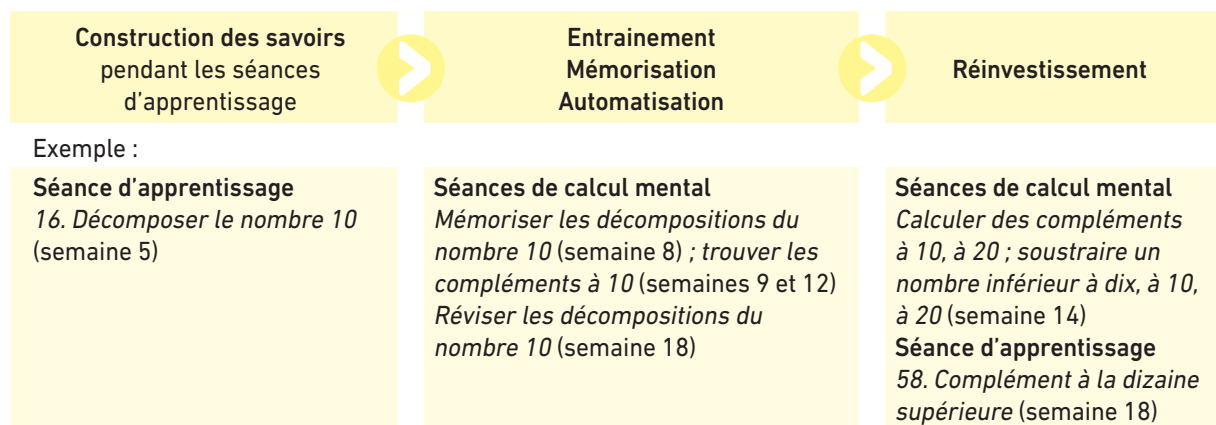 Construction des savoirs
pendant les séances
d'apprentissage
Entrainement
Mémorisation
Automatisation
Réinvestissement
Exemple :
Séance d'apprentissage
16. Décomposer le nombre 10
(semaine 5)
Séances de calcul mental
Mémoriser les décompositions du
nombre 10 (semaine 8) ; trouver les
compléments à 10 (semaines 9 et 12)
Réviser les décompositions du
nombre 10 (semaine 18)
Séances de calcul mental
Calculer des compléments
à 10, à 20 ; soustraire un
nombre inférieur à dix, à 10,
à 20 (semaine 14)
Séance d'apprentissage
58. Complément à la dizaine
supérieure (semaine 18)